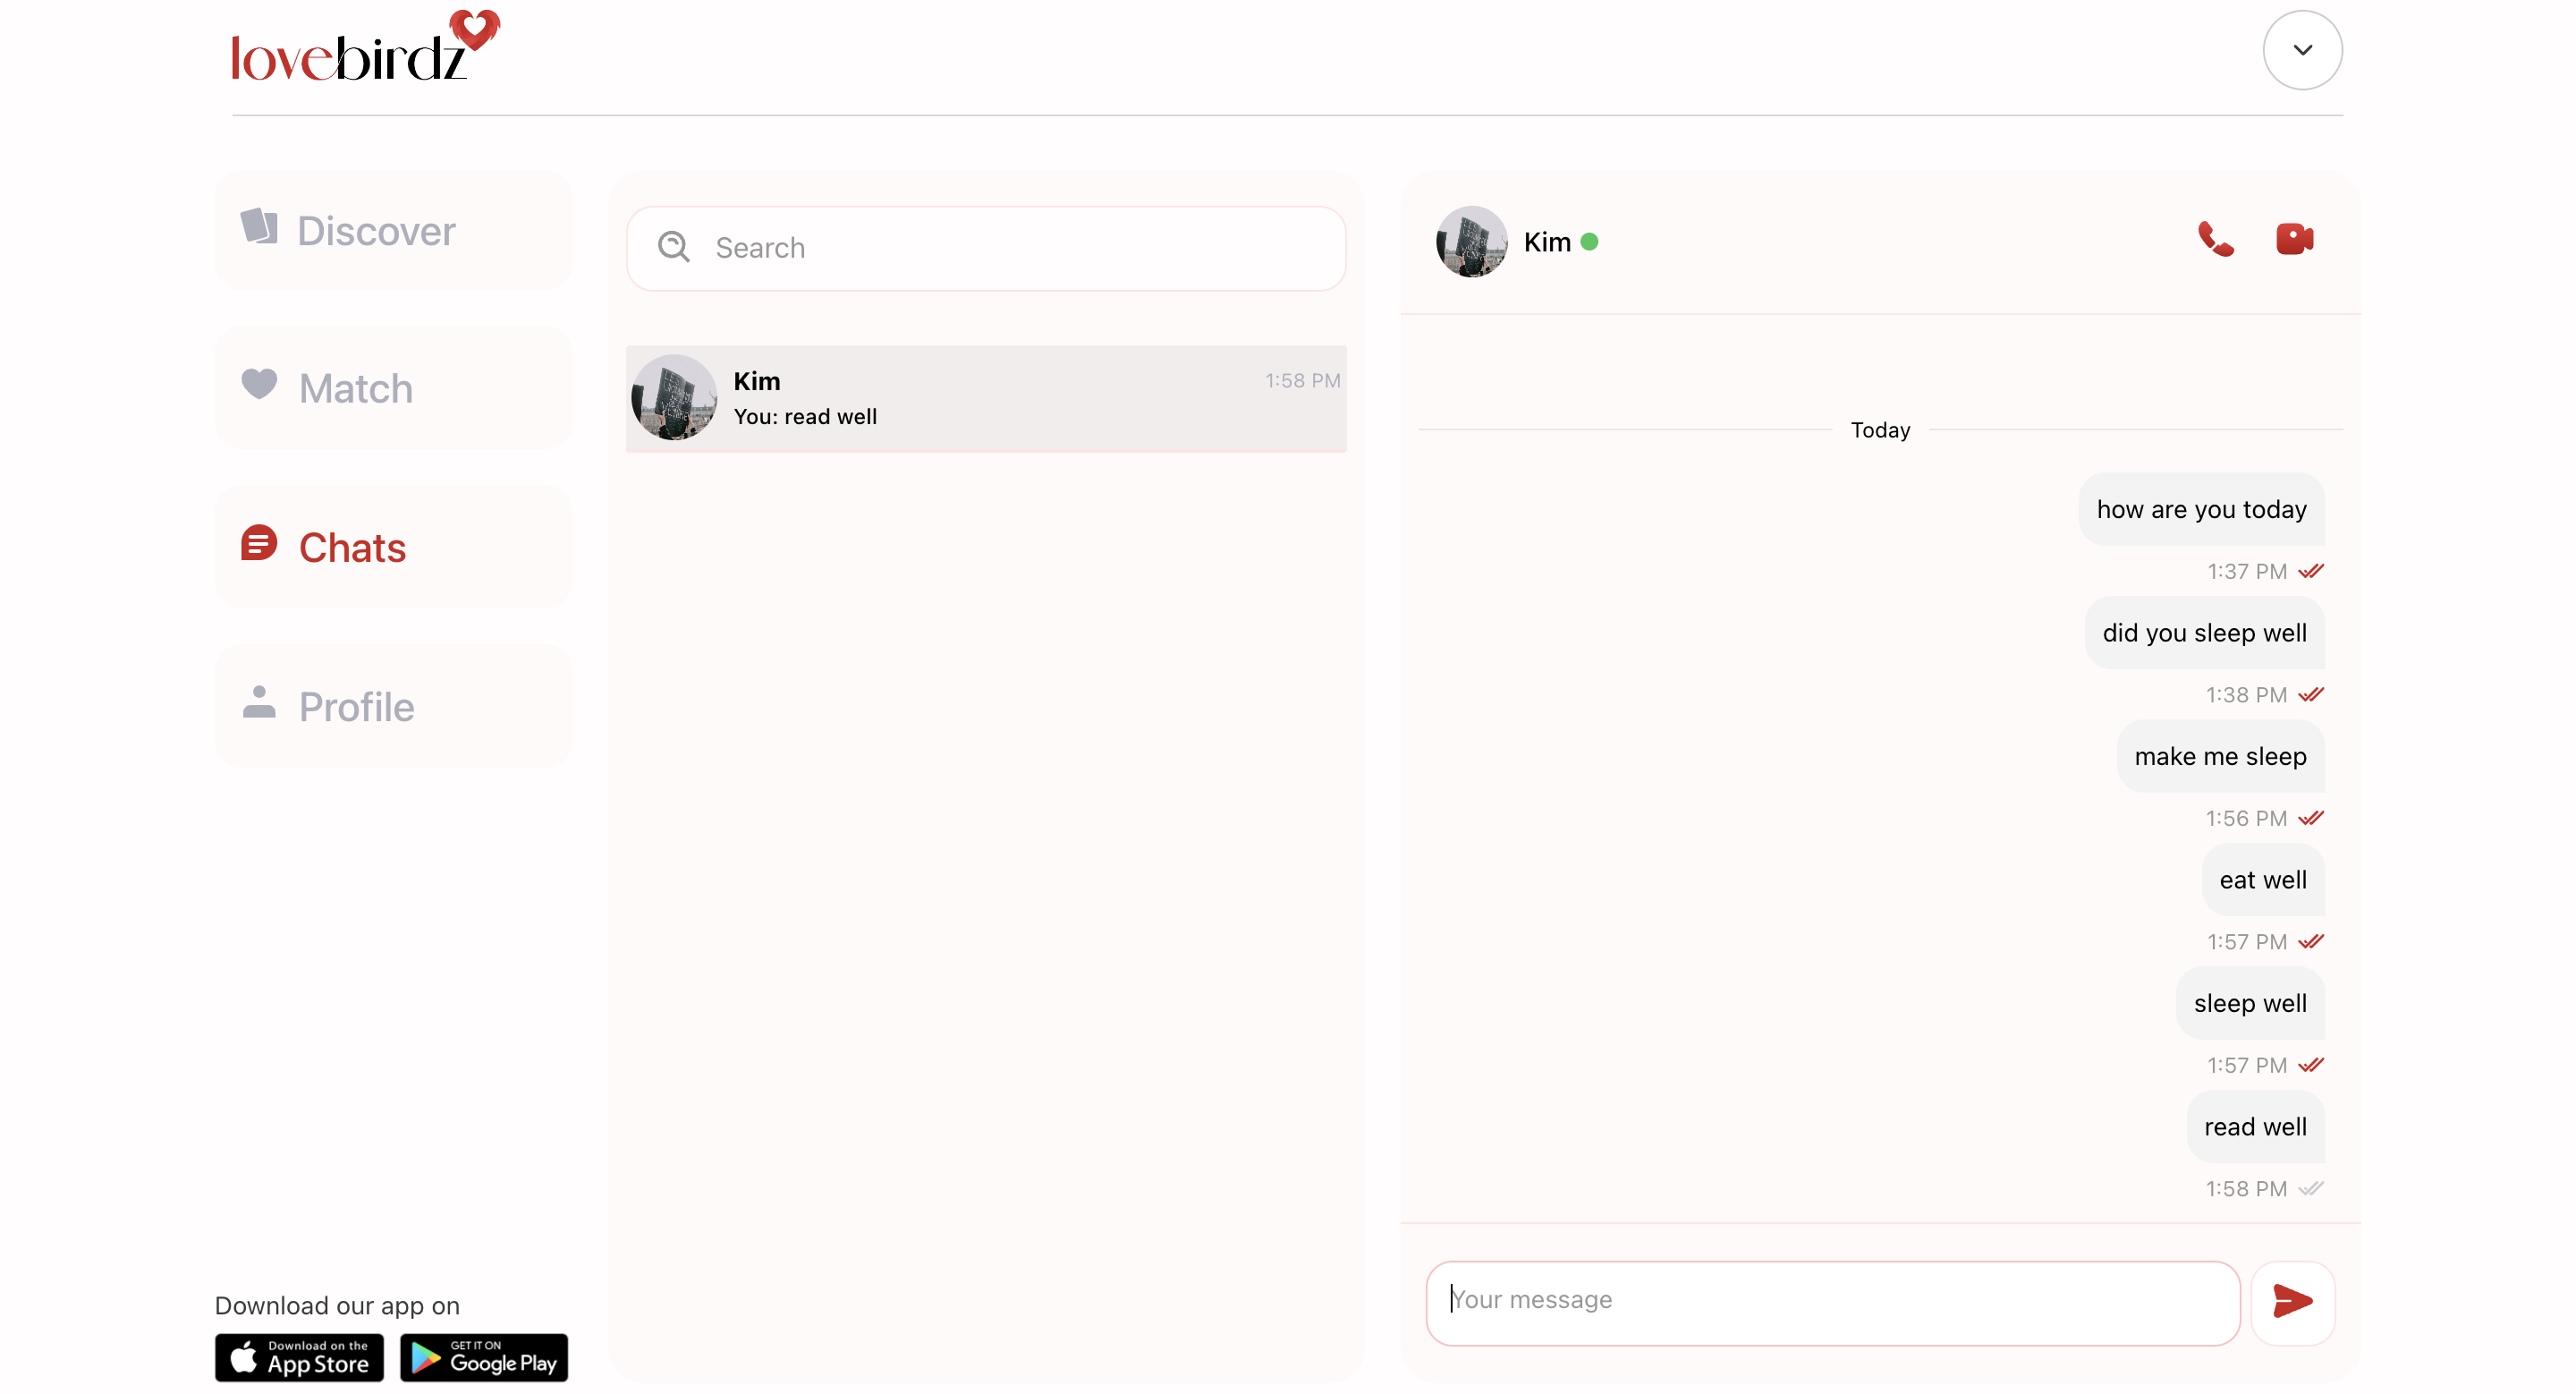 lovebirdz
Discover
Match
Chats
Profile
Download our app on
Download on the
App Store
GET IT ON
Google Play
Search
Kim
1:58 PM
You: read well
Kim
Today
how are you today
1:37 PM
did you sleep well
1:38 PM
make me sleep
1:56 PM
eat well
1:57 PM
sleep well
1:57 PM
read well
1:58 PM
Your message